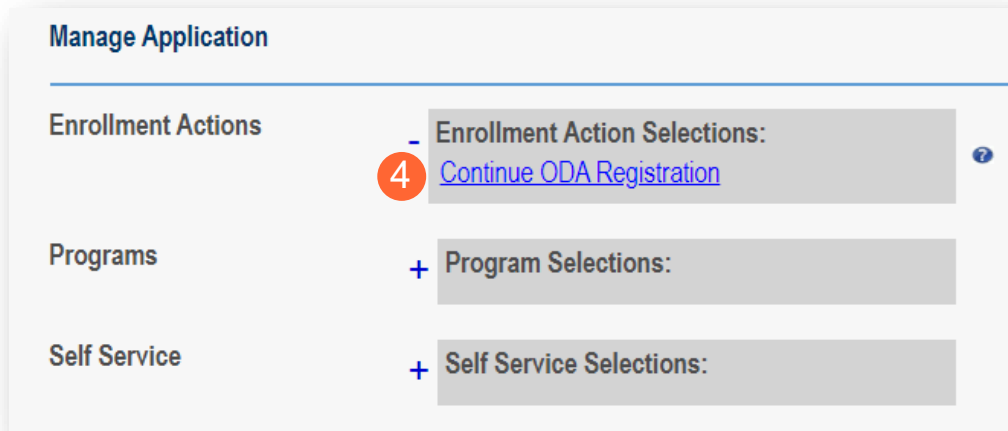 Manage Application
Enrollment Actions
- Enrollment Action Selections:
?
4 Continue ODA Registration
Programs
+ Program Selections:
Self Service
+ Self Service Selections: